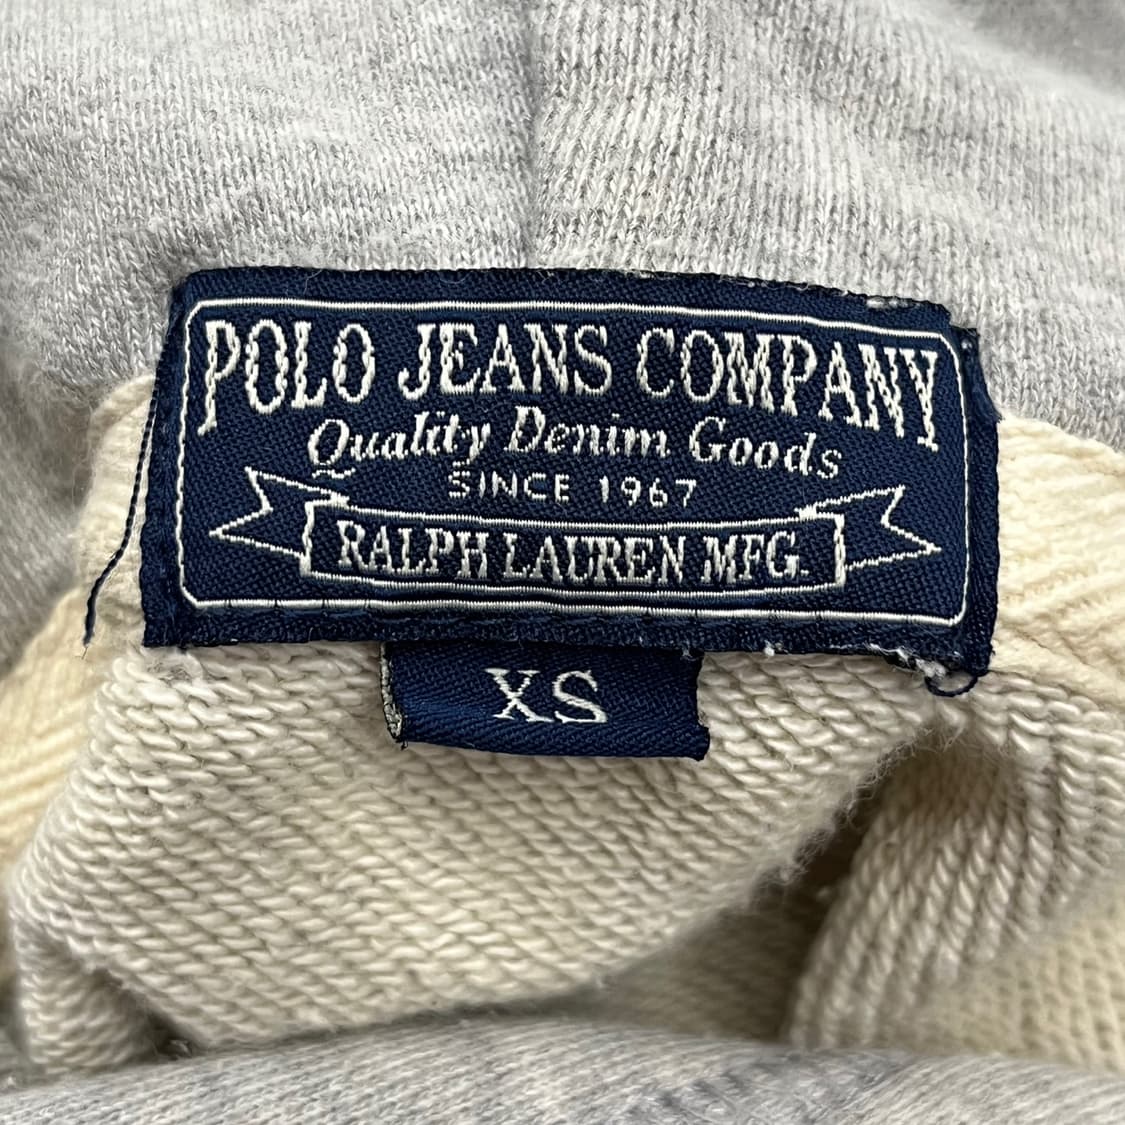 POLO JEANS COMPANY
Quality Denim Goods
SINCE 1967
RALPH LAUREN MFG.
XS